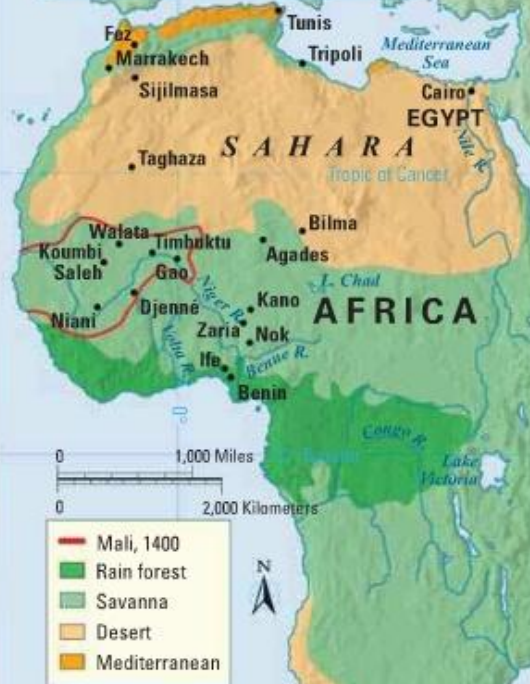 Tunis
Fez
Mediterranean
Sea
Marrakech
Tripoli
Sijilmasa
Cairo
EGYPT
SAHARA
Nile R.
Taghaza
Tropic of Cancer
Walata
Bilma
Timbuktu
Koumbi
Saleh
Agades
Gao
L. Chad
Niger R.
Kano
AFRICA
Niani
Djenné
Zaria
Nok
Volta R.
Ife
Benue R.
Benin
Congo R.
0
1,000 Miles
Lake
Victoria
0
2,000 Kilometers
N
Mali, 1400
Rain forest
Savanna
Desert
Mediterranean